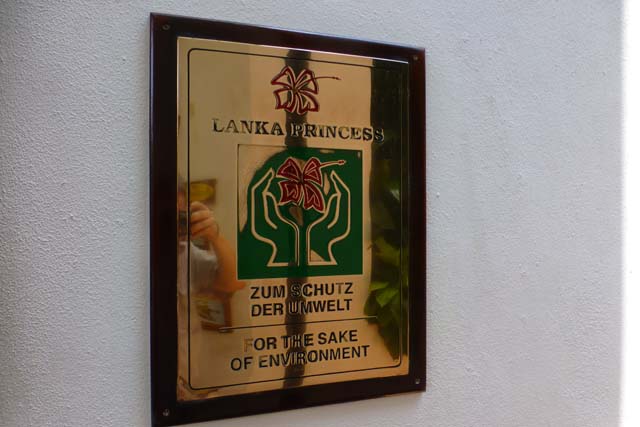 LANKA PRINCESS
ZUM SCHUTZ
DER UMWELT
FOR THE SAKE
OF ENVIRONMENT